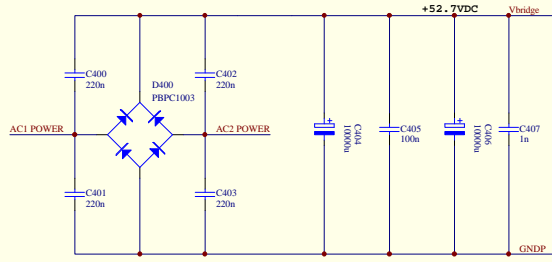 +52.7VDC
Vbridge
C400
220n
D400
PBPC1003
C402
220n
AC1 POWER
AC2 POWER
C404
10000u
C405
100n
C406
10000u
C407
1n
C401
220n
C403
220n
GNDP